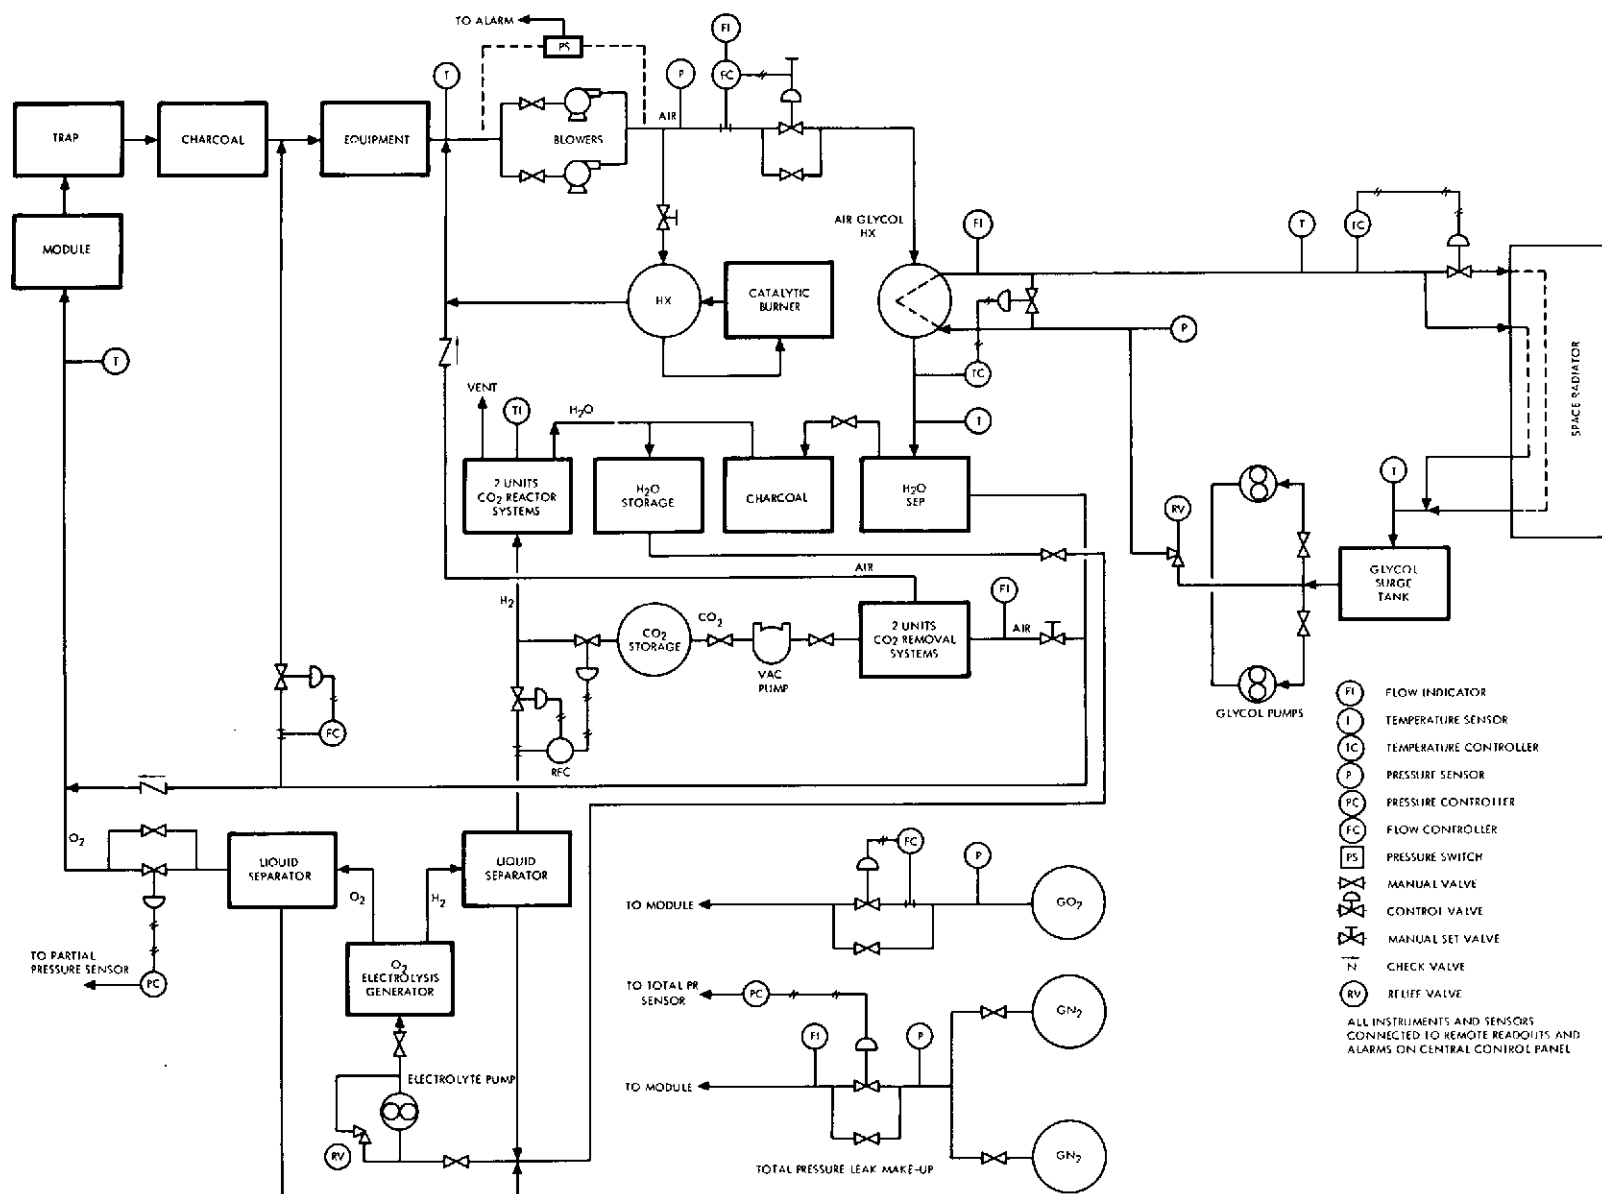 TO ALARM
PS
FI
T
P
FC
TRAP
CHARCOAL
EQUIPMENT
BLOWERS
AIR
MODULE
AIR GLYCOL
HX
FI
T
TC
HX
CATALYTIC
BURNER
TC
P
T
VENT
TI
H2O
T
SPACE RADIATOR
2 UNITS
CO2 REACTOR
SYSTEMS
H2O
STORAGE
CHARCOAL
H2O
SEP
T
RV
AIR
GLYCOL
SURGE
TANK
H2
FI
CO2
STORAGE
CO2
VAC
PUMP
2 UNITS
CO2 REMOVAL
SYSTEMS
AIR
GLYCOL PUMPS
FC
RFC
O2
LIQUID
SEPARATOR
LIQUID
SEPARATOR
O2
H2
TO PARTIAL
PRESSURE SENSOR
PC
O2
ELECTROLYSIS
GENERATOR
ELECTROLYTE PUMP
RV
FC
P
TO MODULE
GO2
TO TOTAL PR
SENSOR
PC
GN2
FI
P
TO MODULE
GN2
TOTAL PRESSURE LEAK MAKE-UP
FI FLOW INDICATOR
T TEMPERATURE SENSOR
TC TEMPERATURE CONTROLLER
P PRESSURE SENSOR
PC PRESSURE CONTROLLER
FC FLOW CONTROLLER
PS PRESSURE SWITCH
MANUAL VALVE
CONTROL VALVE
MANUAL SET VALVE
CHECK VALVE
RV RELIEF VALVE
ALL INSTRUMENTS AND SENSORS
CONNECTED TO REMOTE READOUTS AND
ALARMS ON CENTRAL CONTROL PANEL